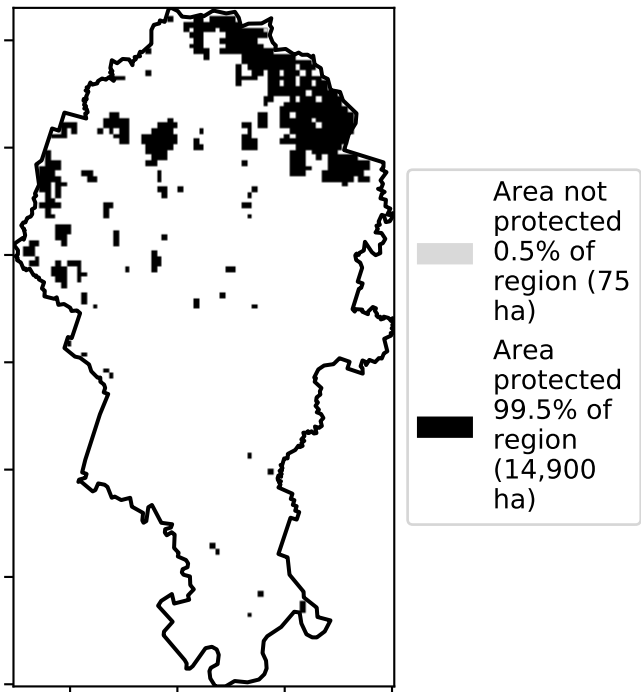 Area not
protected
0.5% of
region (75
ha)
Area
protected
99.5% of
region
(14,900
ha)